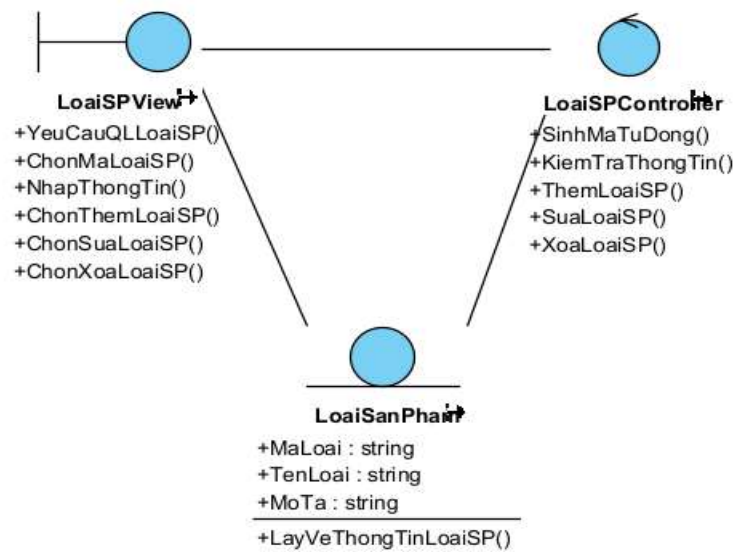 LoaiSPView
+YeuCauQLLoaiSP()
+ChonMaLoaiSP()
+NhapThongTin()
+ChonThemLoaiSP()
+ChonSuaLoaiSP()
+ChonXoaLoaiSP()
LoaiSPController
+SinhMaTuDong()
+KiemTraThongTin()
+ThemLoaiSP()
+SuaLoaiSP()
+XoaLoaiSP()
LoaiSanPham
+MaLoai : string
+TenLoai : string
+MoTa : string
+LayVeThongTinLoaiSP()